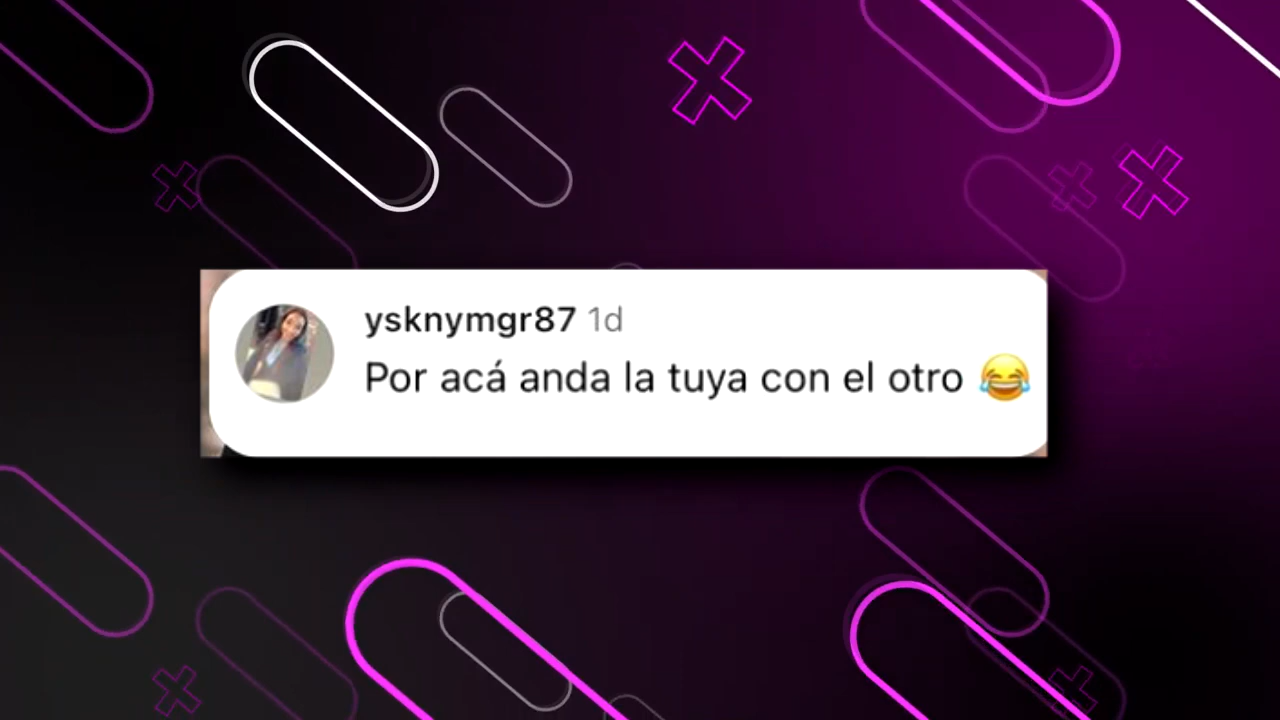 ysknymgr87 1d
Por acá anda la tuya con el otro 😂